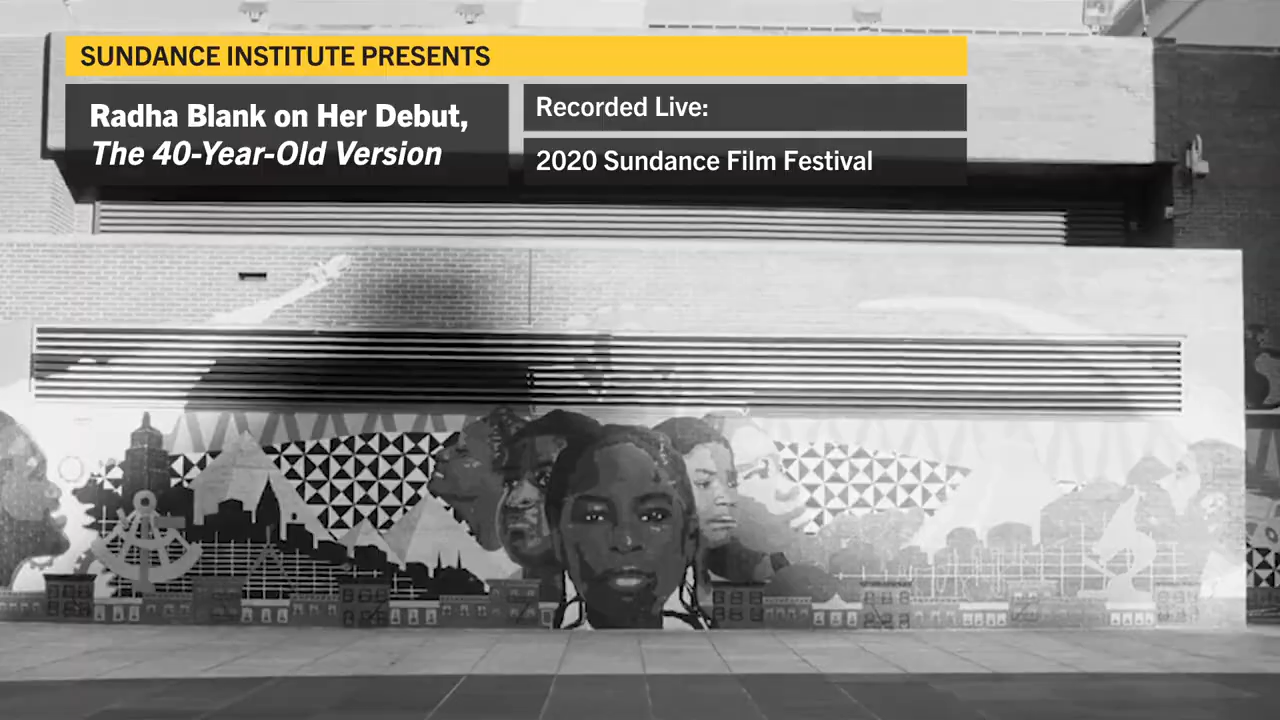 SUNDANCE INSTITUTE PRESENTS
Radha Blank on Her Debut,
The 40-Year-Old Version
Recorded Live:
2020 Sundance Film Festival